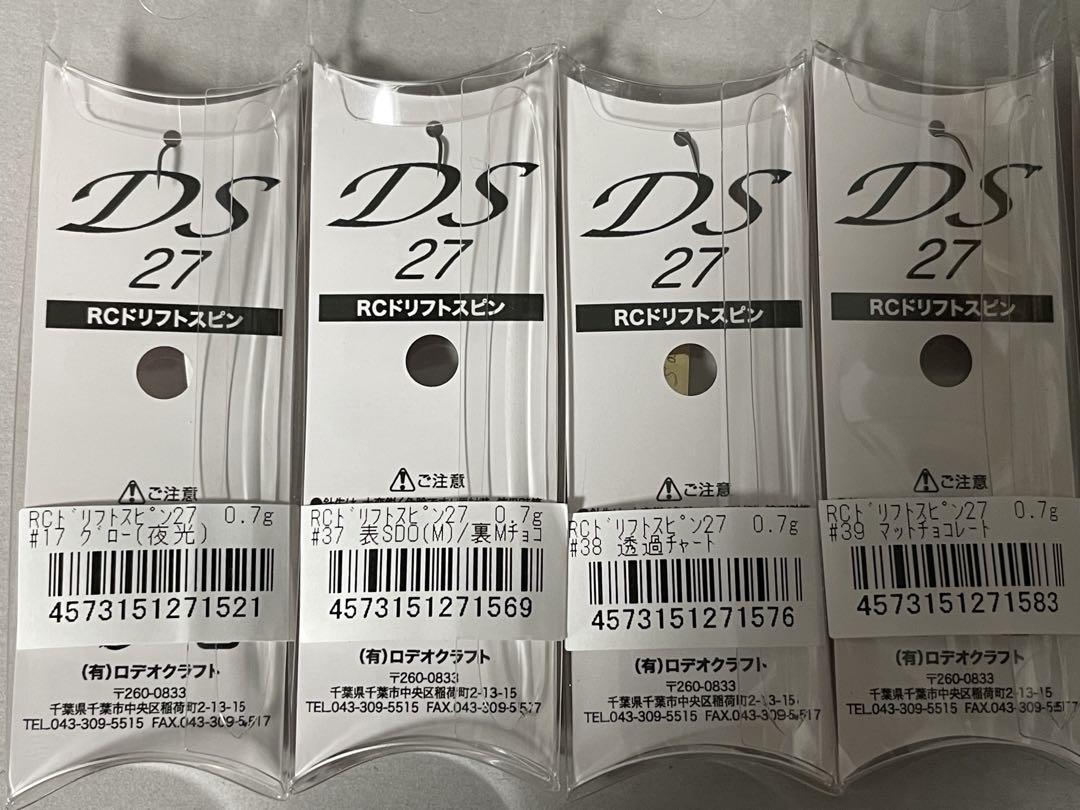 DS
27
RCドリフトスピン
ご注意
RCドリフトスピン27 0.7g
#17 グロー(夜光)
4573151271521
(有)ロデオクラフト
〒260-0833
千葉県千葉市中央区稲荷町2-13-15
TEL.043-309-5515 FAX.043-309-5517
DS
27
RCドリフトスピン
ご注意
RCドリフトスピン27 0.7g
#37 表SDO(M)/裏Mチョコ
4573151271569
(有)ロデオクラフト
〒260-0833
千葉県千葉市中央区稲荷町2-13-15
TEL.043-309-5515 FAX.043-309-5517
DS
27
RCドリフトスピン
ご注意
RCドリフトスピン27 0.7g
#38 透過チャート
4573151271576
(有)ロデオクラフト
〒260-0833
千葉県千葉市中央区稲荷町2-13-15
TEL.043-309-5515 FAX.043-309-5517
DS
27
RCドリフトスピン
ご注意
RCドリフトスピン27 0.7g
#39 マットチョコレート
4573151271583
(有)ロデオクラフト
〒260-0833
千葉県千葉市中央区稲荷町2-13-15
TEL.043-309-5515 FAX.043-309-5517